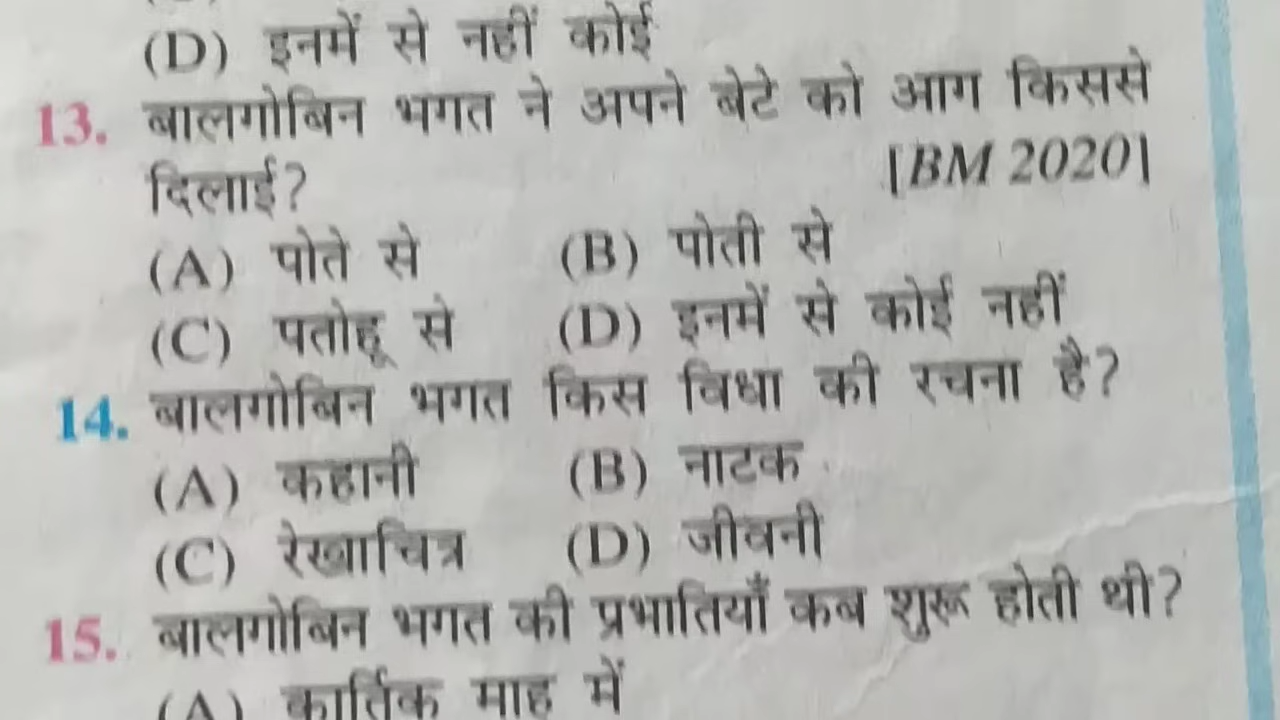 (D) इनमें से नहीं कोई
13. बालगोबिन भगत ने अपने बेटे को आग किससे
दिलाई? [BM 2020]
(A) पोते से (B) पोती से
(C) पतोहू से (D) इनमें से कोई नहीं
14. बालगोबिन भगत किस विधा की रचना है?
(A) कहानी (B) नाटक
(C) रेखाचित्र (D) जीवनी
15. बालगोबिन भगत की प्रभातियाँ कब शुरू होती थी?
(A) कार्तिक माह में